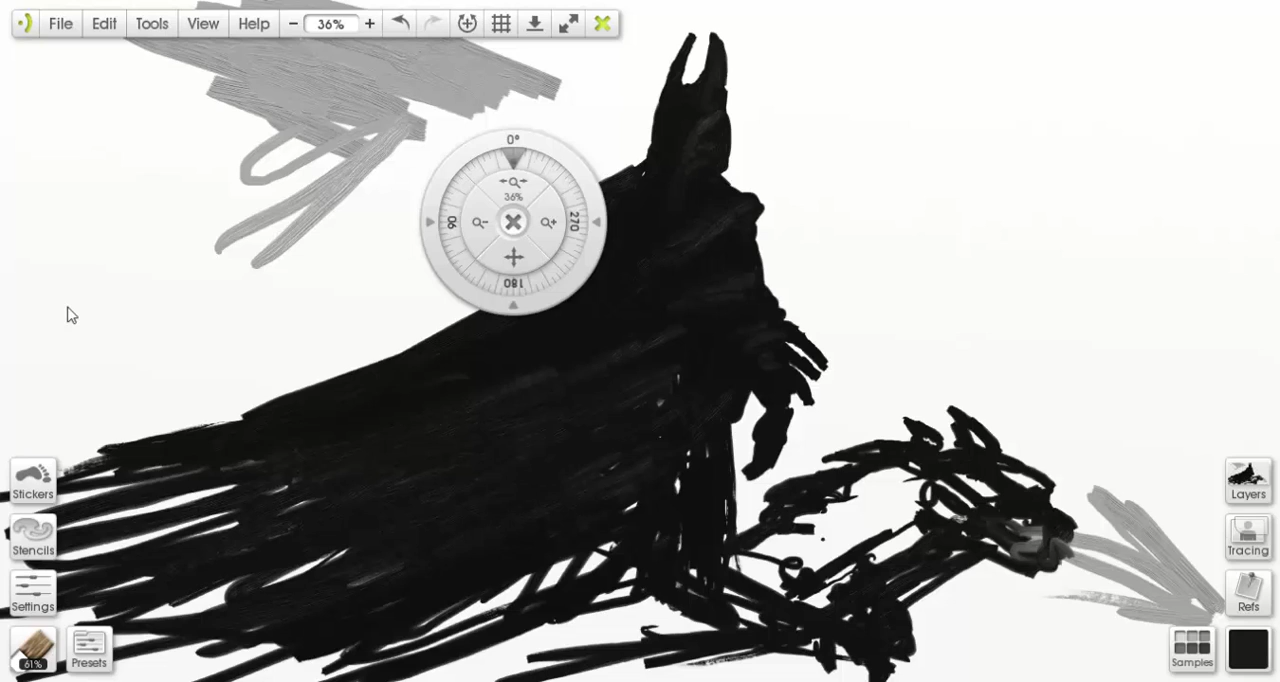 File Edit Tools View Help − 36% +
0°
36%
90 270
180
Stickers
Stencils
Settings
61% Presets
Layers
Tracing
Refs
Samples